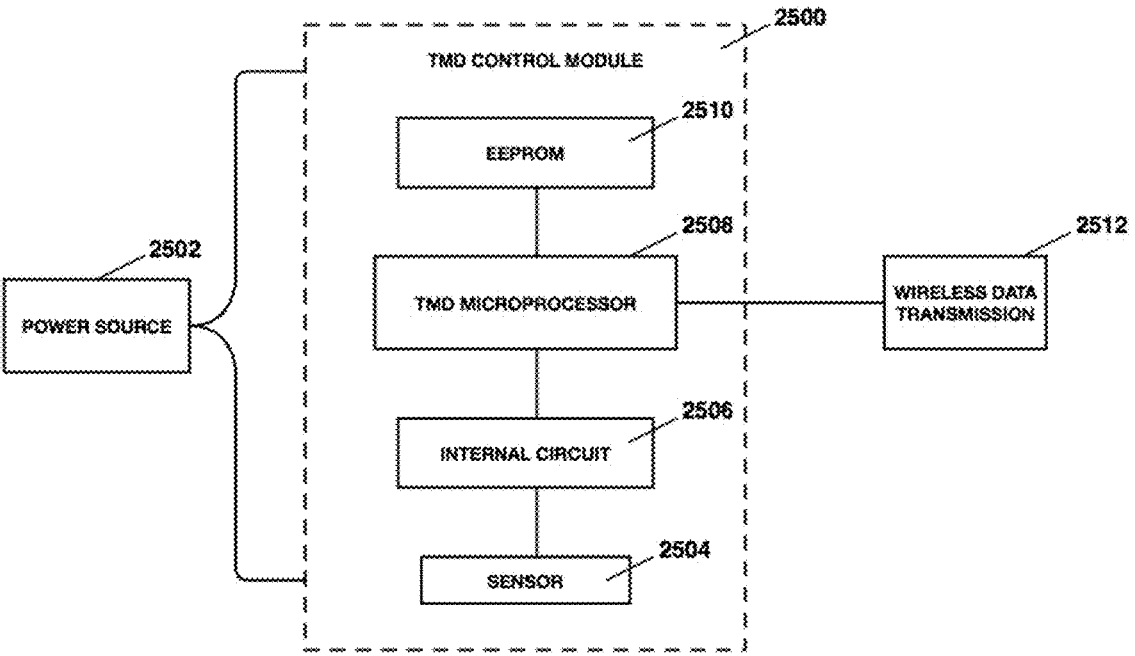 2500
TMD CONTROL MODULE
2510
EEPROM
2508
TMD MICROPROCESSOR
2512
WIRELESS DATA
TRANSMISSION
2502
POWER SOURCE
2506
INTERNAL CIRCUIT
2504
SENSOR